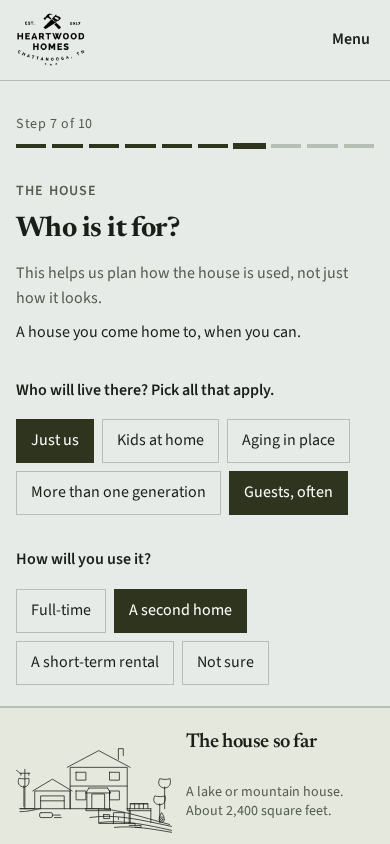 EST. 2017
HEARTWOOD
HOMES
CHATTANOOGA, TN
Menu
Step 7 of 10
THE HOUSE
Who is it for?
This helps us plan how the house is used, not just
how it looks.
A house you come home to, when you can.
Who will live there? Pick all that apply.
Just us
Kids at home
Aging in place
More than one generation
Guests, often
How will you use it?
Full-time
A second home
A short-term rental
Not sure
The house so far
A lake or mountain house.
About 2,400 square feet.